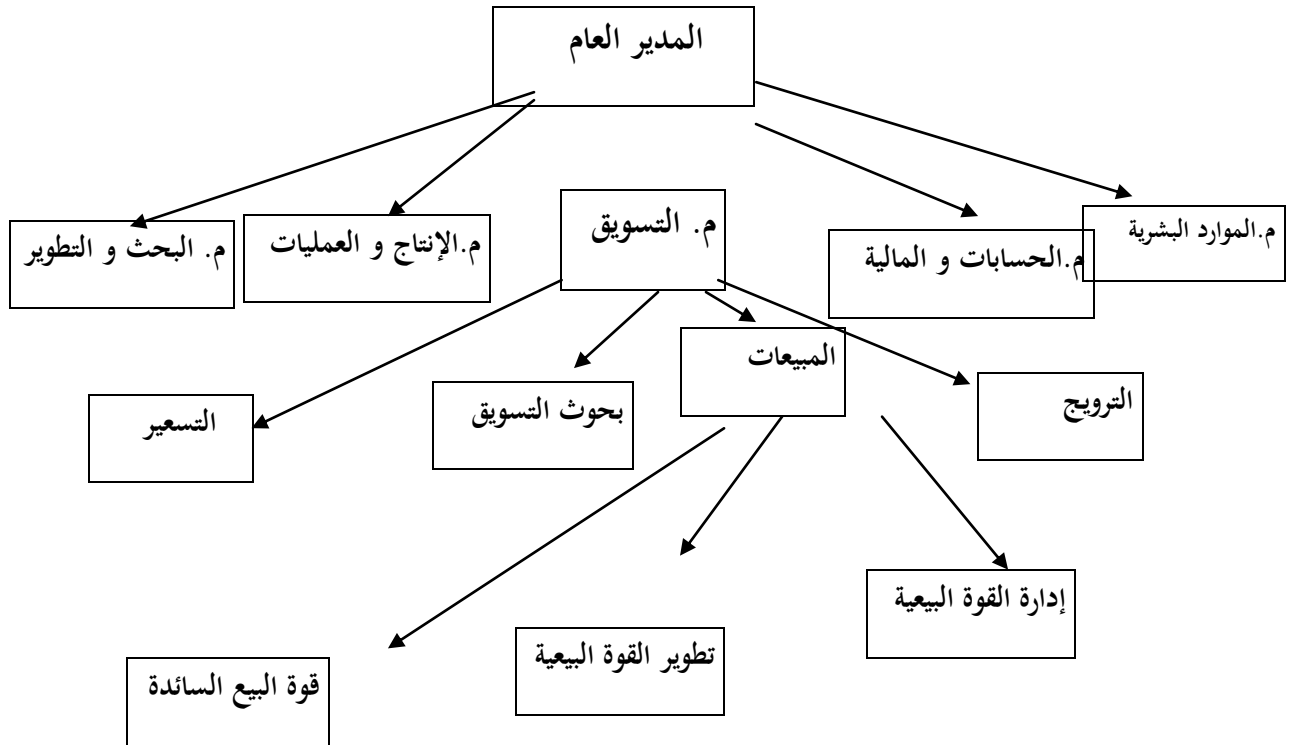 المدير العام
م.الموارد البشرية
م.الحسابات و المالية
م. التسويق
م.الإنتاج و العمليات
م. البحث و التطوير
الترويج
المبيعات
بحوث التسويق
التسعير
إدارة القوة البيعية
تطوير القوة البيعية
قوة البيع السائدة